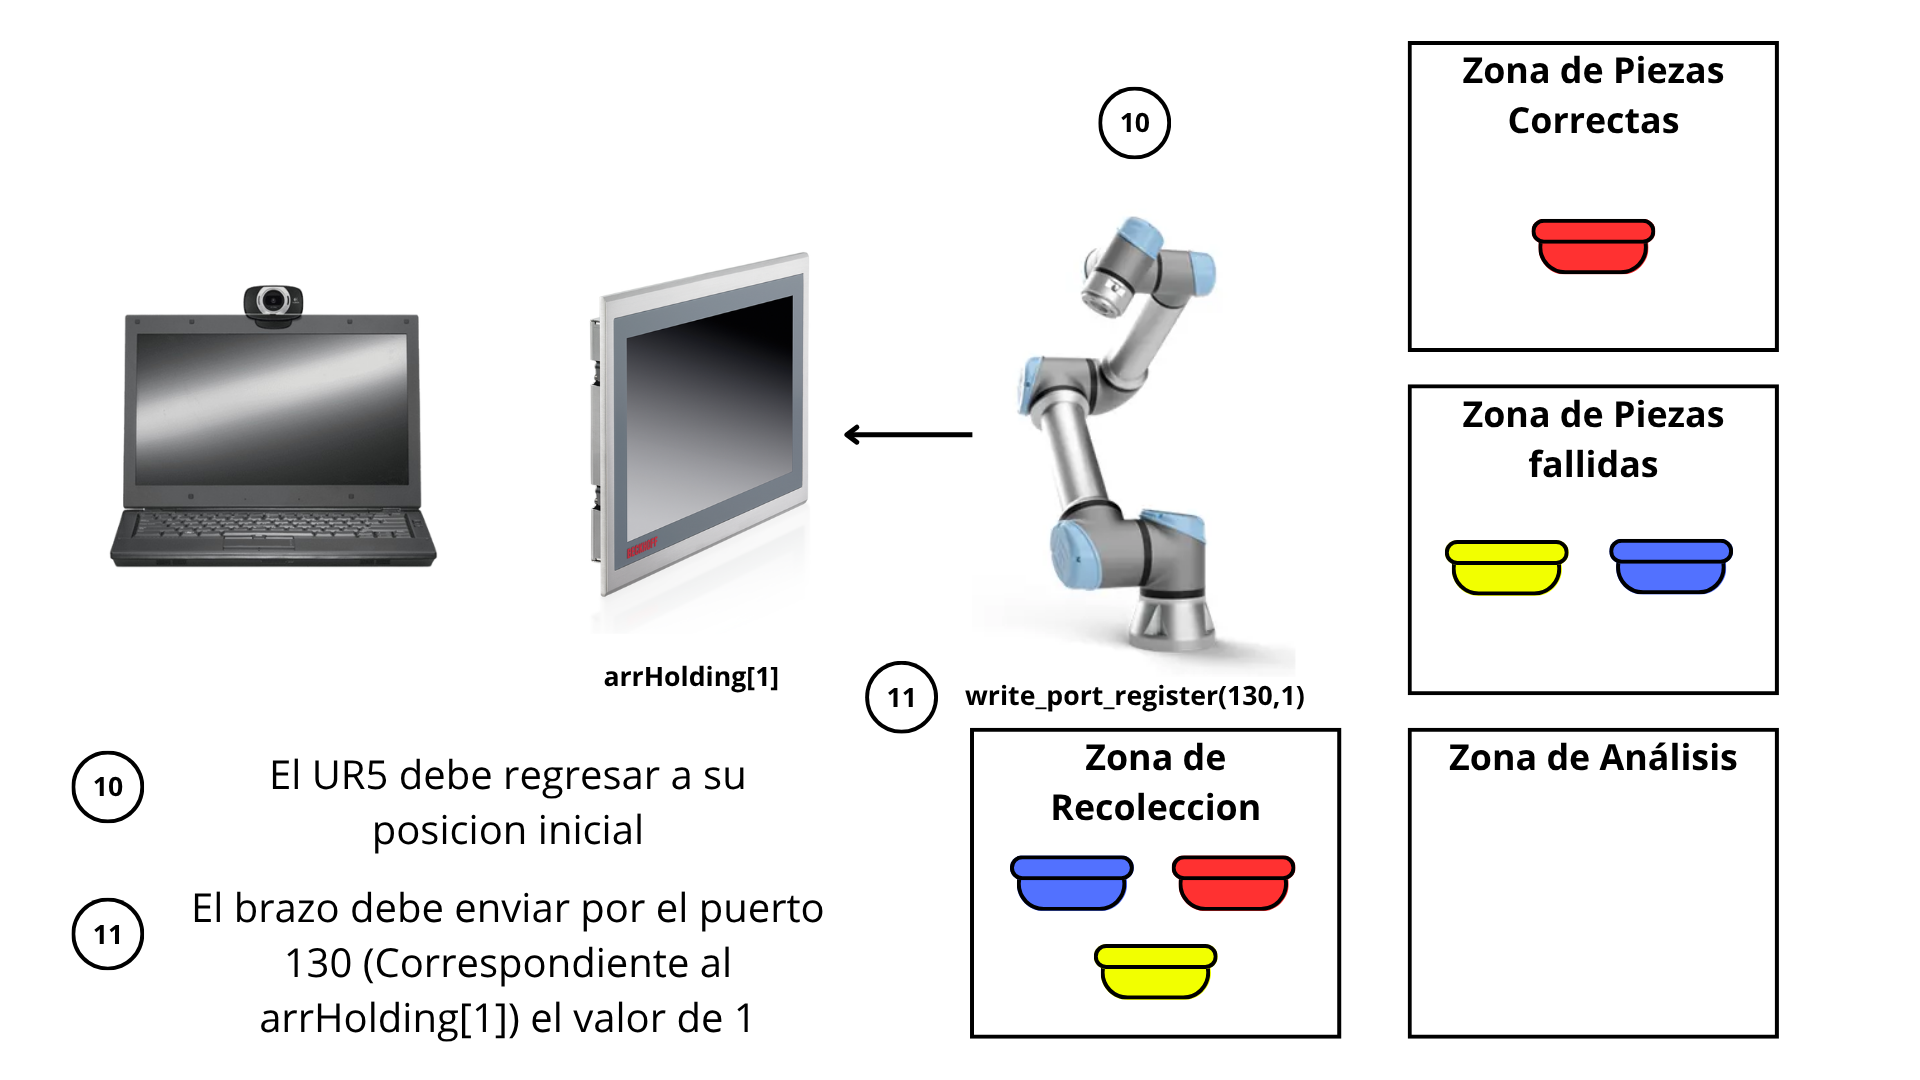 Zona de Piezas
Correctas
10
Zona de Piezas
fallidas
BECKHOFF
arrHolding[1]
11
write_port_register(130,1)
Zona de
Recoleccion
Zona de Análisis
10
El UR5 debe regresar a su
posicion inicial
11
El brazo debe enviar por el puerto
130 (Correspondiente al
arrHolding[1]) el valor de 1